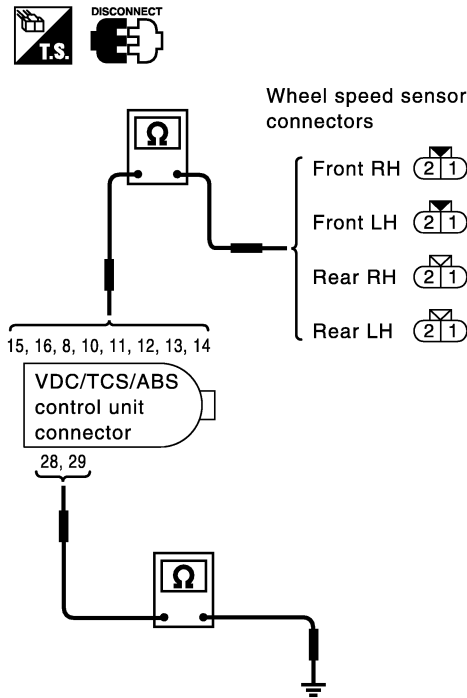 DISCONNECT
T.S.
Ω
Wheel speed sensor
connectors
Front RH 2 1
Front LH 2 1
Rear RH 2 1
Rear LH 2 1
15, 16, 8, 10, 11, 12, 13, 14
VDC/TCS/ABS
control unit
connector
28, 29
Ω